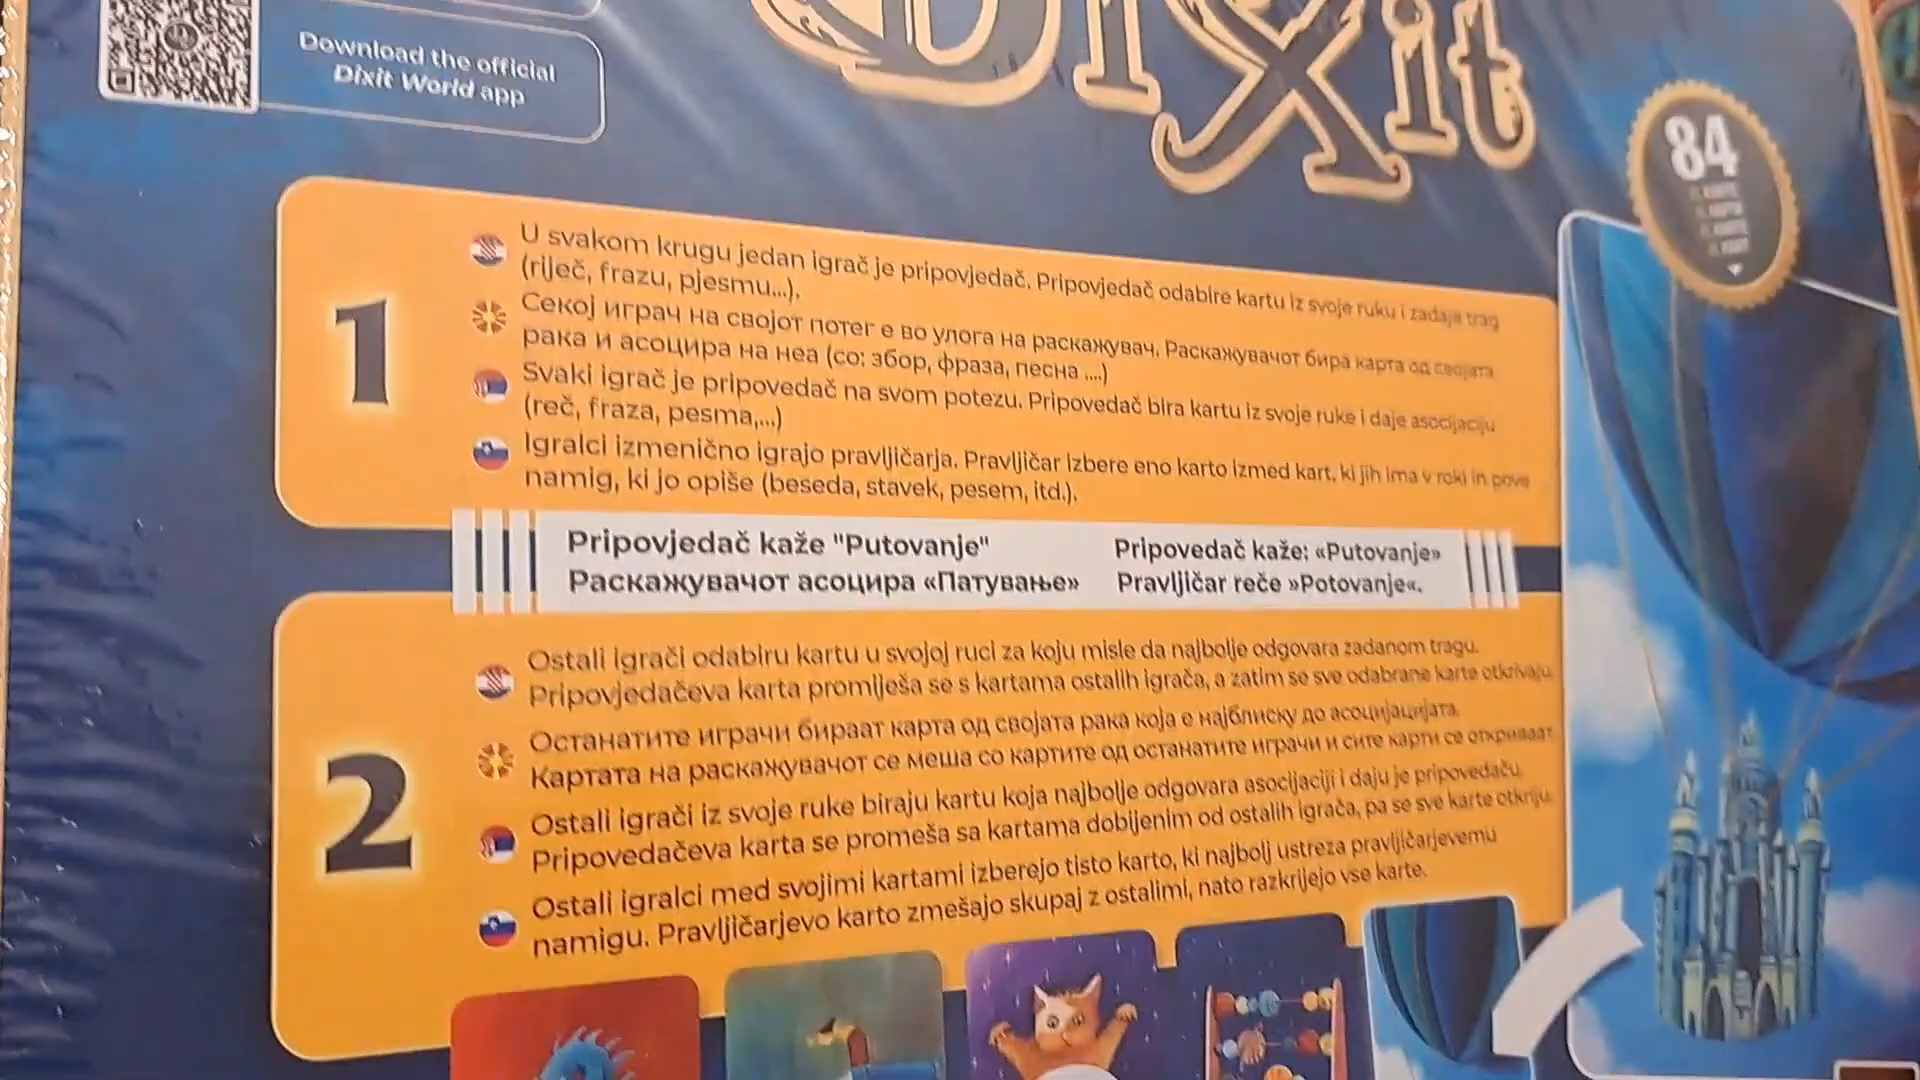 Download the official
Dixit World app
Dixit
84
1
U svakom krugu jedan igrač je pripovjedač. Pripovjedač odabire kartu iz svoje ruku i zadaje trag
(riječ, frazu, pjesmu...).
Секој играч на својот потег е во улога на раскажувач. Раскажувачот бира карта од својата
рака и асоцира на неа (со: збор, фраза, песна ....)
Svaki igrač je pripovedač na svom potezu. Pripovedač bira kartu iz svoje ruke i daje asocijaciju
(reč, fraza, pesma,...)
Igralci izmenično igrajo pravljičarja. Pravljičar izbere eno karto izmed kart, ki jih ima v roki in pove
namig, ki jo opiše (beseda, stavek, pesem, itd.).
Pripovjedač kaže "Putovanje"
Раскажувачот асоцира «Патување»
Pripovedač kaže: «Putovanje»
Pravljičar reče »Potovanje«.
2
Ostali igrači odabiru kartu u svojoj ruci za koju misle da najbolje odgovara zadanom tragu.
Pripovjedačeva karta promiješa se s kartama ostalih igrača, a zatim se sve odabrane karte otkrivaju.
Останатите играчи бираат карта од својата рака која е најблиску до асоцијацијата.
Картата на раскажувачот се меша со картите од останатите играчи и сите карти се откриваат.
Ostali igrači iz svoje ruke biraju kartu koja najbolje odgovara asocijaciji i daju je pripovedaču.
Pripovedačeva karta se promeša sa kartama dobijenim od ostalih igrača, pa se sve karte otkriju.
Ostali igralci med svojimi kartami izberejo tisto karto, ki najbolj ustreza pravljičarjevemu
namigu. Pravljičarjevo karto zmešajo skupaj z ostalimi, nato razkrijejo vse karte.